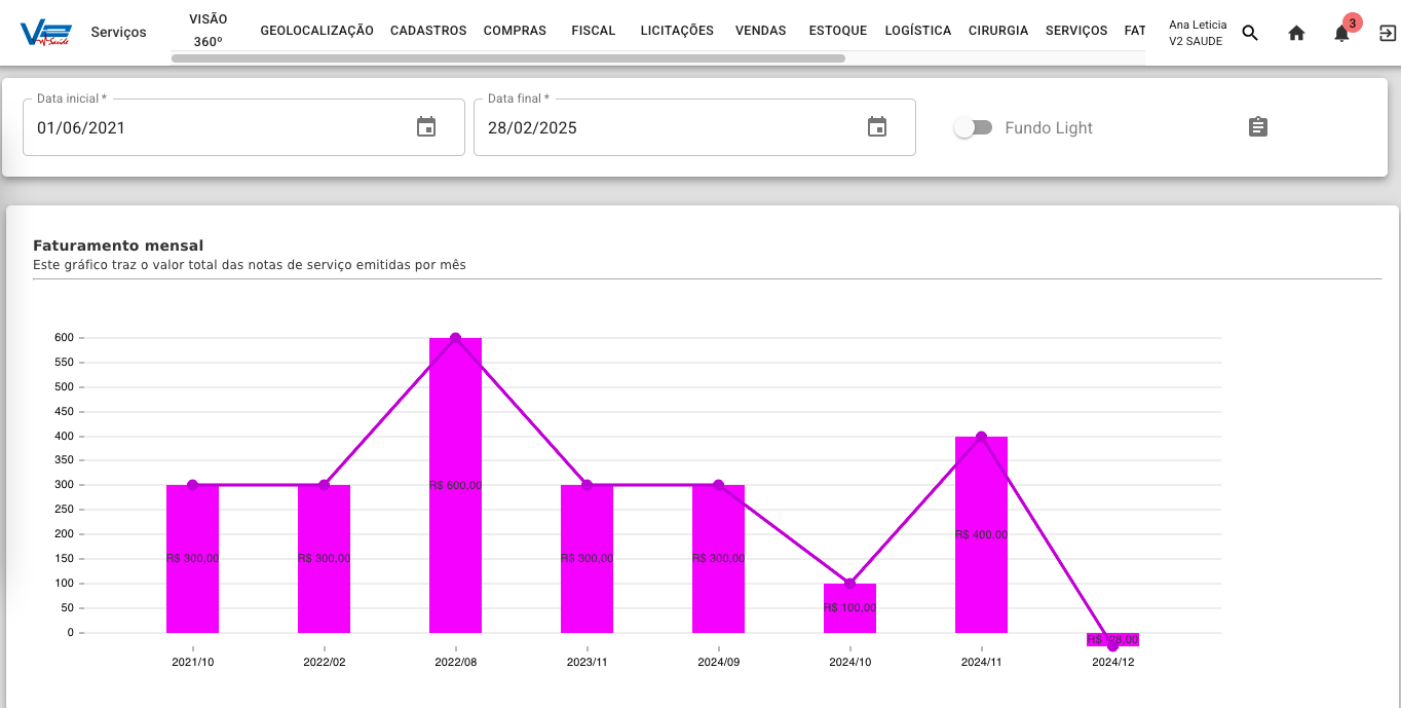 V2 Saúde
Serviços
VISÃO 360º
GEOLOCALIZAÇÃO CADASTROS COMPRAS FISCAL LICITAÇÕES VENDAS ESTOQUE LOGÍSTICA CIRURGIA SERVIÇOS FAT
Ana Leticia
V2 SAUDE
3
Data inicial *
01/06/2021
Data final *
28/02/2025
Fundo Light
Faturamento mensal
Este gráfico traz o valor total das notas de serviço emitidas por mês
600
550
500
450
400
350
300
250
200
150
100
50
0
R$ 300,00
R$ 300,00
R$ 600,00
R$ 300,00
R$ 300,00
R$ 100,00
R$ 400,00
2021/10
2022/02
2022/08
2023/11
2024/09
2024/10
2024/11
2024/12